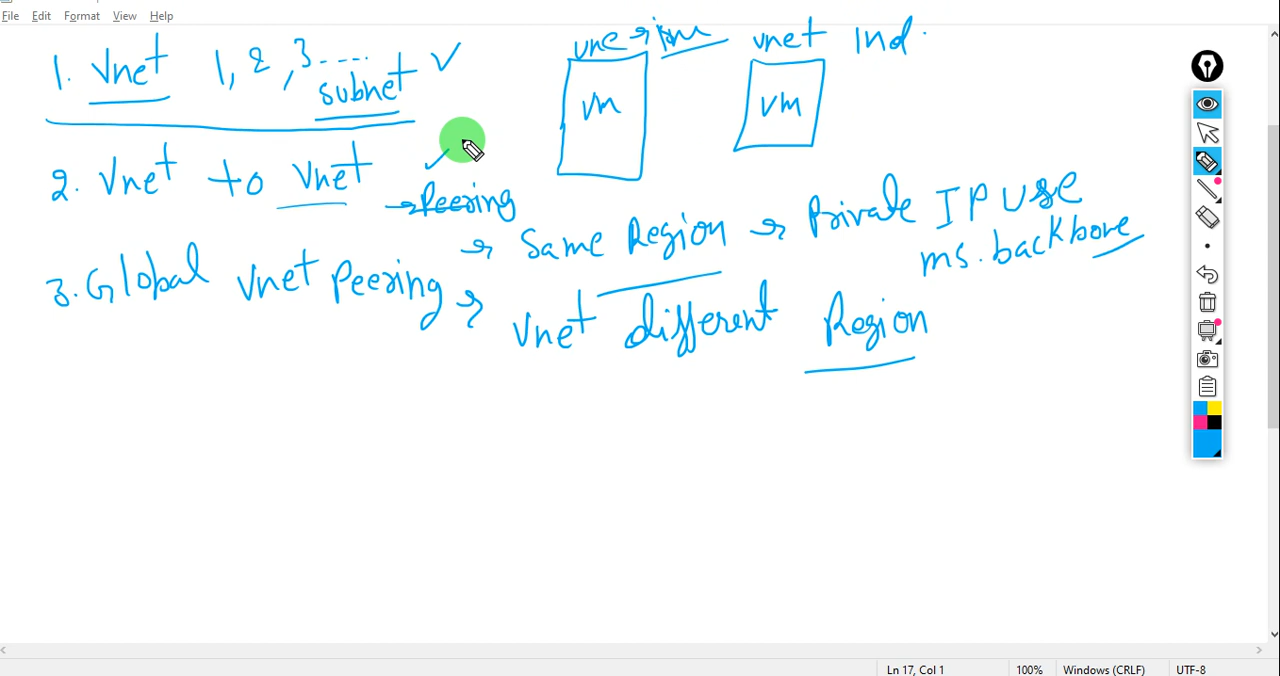 File Edit Format View Help
vnet Ind.
1. Vnet 1, 2, 3.... subnet
vm vm
2. Vnet to Vnet
→ Peering
→ Same Region → Private IP use
ms. backbone
3. Global Vnet Peering →
Vnet different Region
Ln 17, Col 1 100% Windows (CRLF) UTF-8